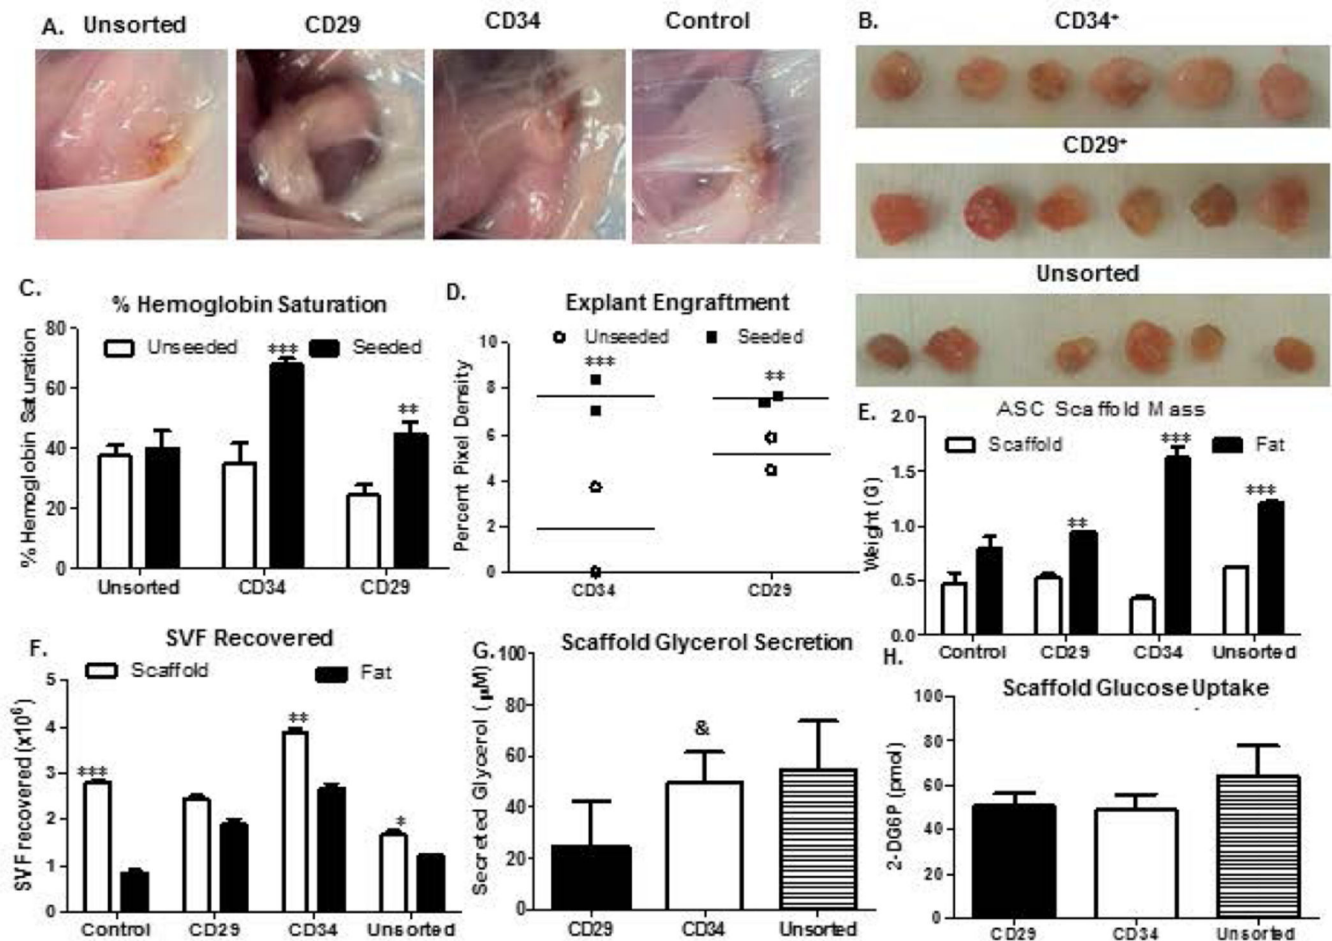 A. Unsorted CD29 CD34 Control
B. CD34+
CD29+
Unsorted
C.
% Hemoglobin Saturation
Unseeded Seeded
***
**
% Hemoglobin Saturation
80
60
40
20
0
Unsorted CD34 CD29
D.
Explant Engraftment
Unseeded Seeded
***
**
Percent Pixel Density
10
8
6
4
2
0
CD34 CD29
E.
ASC Scaffold Mass
Scaffold Fat
**
***
***
Weight (G)
2.0
1.5
1.0
0.5
0.0
Control CD29 CD34 Unsorted
F.
SVF Recovered
Scaffold Fat
***
**
*
SVF recovered (x10⁶)
5
4
3
2
1
0
Control CD29 CD34 Unsorted
G.
Scaffold Glycerol Secretion
&
Secreted Glycerol (µM)
100
80
60
40
20
0
CD29 CD34 Unsorted
H.
Scaffold Glucose Uptake
2-DG6P (pmol)
100
80
60
40
20
0
CD29 CD34 Unsorted